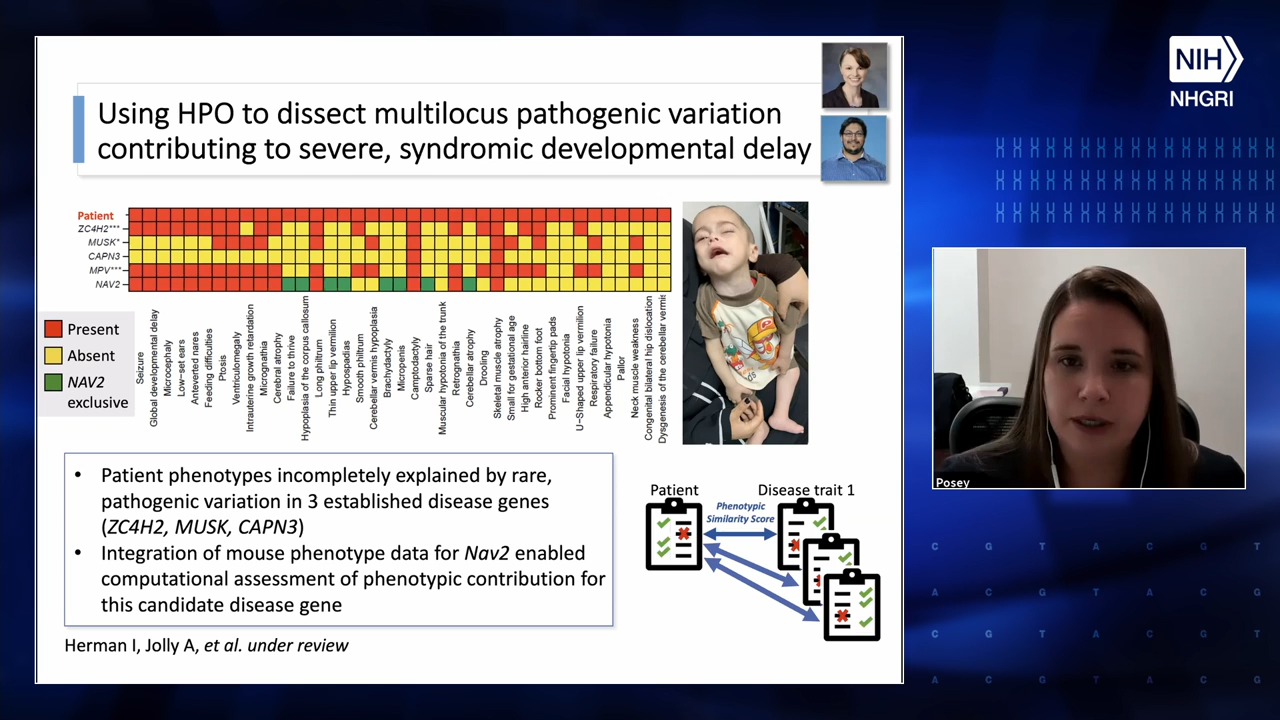 NIH
NHGRI
Using HPO to dissect multilocus pathogenic variation
contributing to severe, syndromic developmental delay
Patient
ZC4H2***
MUSK*
CAPN3
MPV***
NAV2
Present
Absent
NAV2
exclusive
Seizure
Global developmental delay
Microcephaly
Low-set ears
Anteverted nares
Feeding difficulties
Ptosis
Ventriculomegaly
Intrauterine growth retardation
Micrognathia
Cerebral atrophy
Failure to thrive
Hypoplasia of the corpus callosum
Long philtrum
Thin upper lip vermilion
Hypospadias
Smooth philtrum
Cerebellar vermis hypoplasia
Brachydactyly
Micropenis
Camptodactyly
Sparse hair
Muscular hypotonia of the trunk
Retrognathia
Cerebellar atrophy
Drooling
Skeletal muscle atrophy
Small for gestational age
High anterior hairline
Rocker bottom foot
Prominent fingertip pads
Facial hypotonia
U-Shaped upper lip vermilion
Respiratory failure
Appendicular hypotonia
Pallor
Neck muscle weakness
Congenital bilateral hip dislocation
Dysgenesis of the cerebellar vermis
• Patient phenotypes incompletely explained by rare,
pathogenic variation in 3 established disease genes
(ZC4H2, MUSK, CAPN3)
• Integration of mouse phenotype data for Nav2 enabled
computational assessment of phenotypic contribution for
this candidate disease gene
Patient
Disease trait 1
Phenotypic
Similarity Score
Herman I, Jolly A, et al. under review
Posey
C G T A C G T
A C G T A C G
C G T A C G T
A C G T A C G